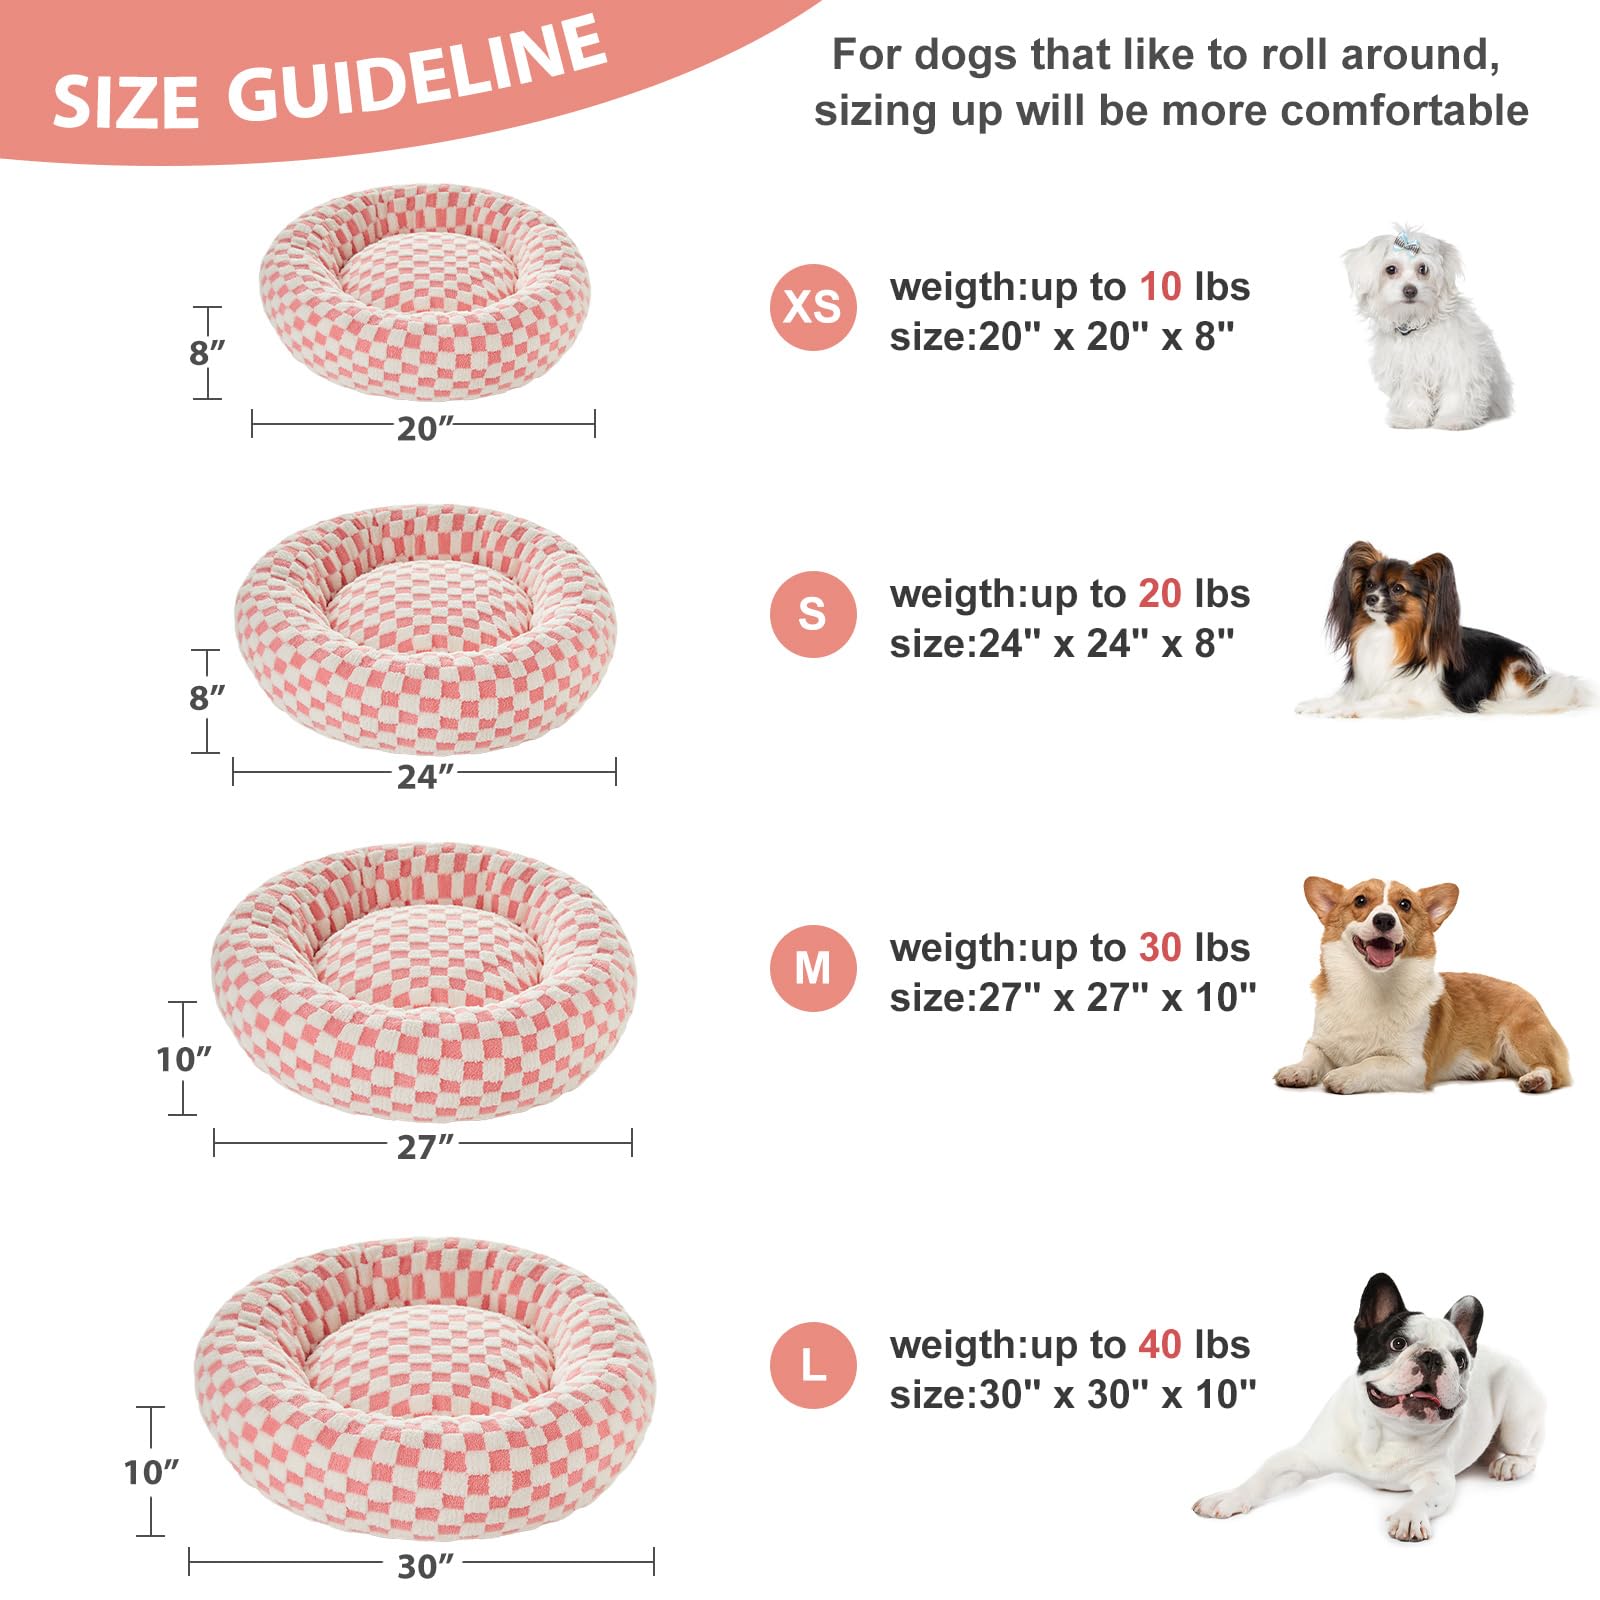 SIZE GUIDELINE
For dogs that like to roll around,
sizing up will be more comfortable
8”
20”
XS
weigth:up to 10 lbs
size:20" x 20" x 8"
8”
24”
S
weigth:up to 20 lbs
size:24" x 24" x 8"
10”
27”
M
weigth:up to 30 lbs
size:27" x 27" x 10"
10”
30”
L
weigth:up to 40 lbs
size:30" x 30" x 10"